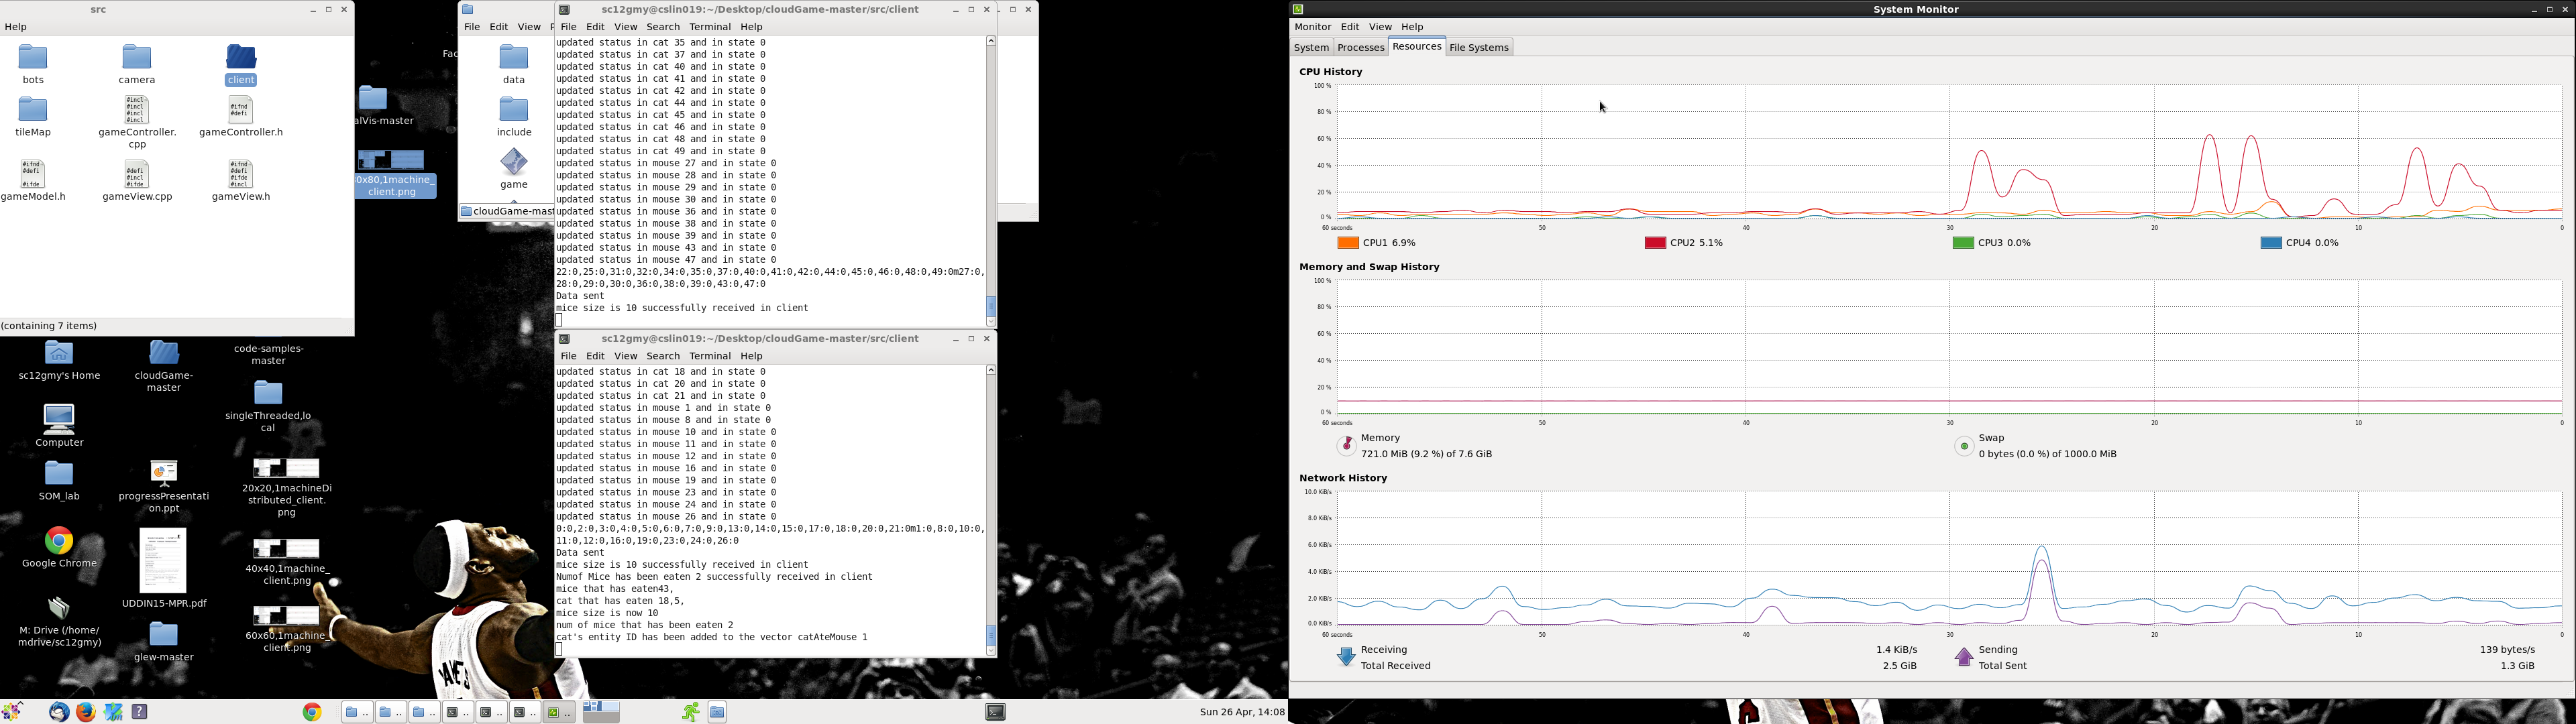 src
Help
bots
camera
client
tileMap
gameController.
cpp
gameController.h
gameModel.h
gameView.cpp
gameView.h
(containing 7 items)
alVis-master
0x80,1machine_
client.png
Fac
File Edit View
data
include
game
cloudGame-mast
sc12gmy's Home
cloudGame-
master
code-samples-
master
singleThreaded,lo
cal
Computer
SOM_lab
progressPresentati
on.ppt
20x20,1machineDi
stributed_client.
png
Google Chrome
UDDIN15-MPR.pdf
40x40,1machine_
client.png
M: Drive (/home/
mdrive/sc12gmy)
glew-master
60x60,1machine_
client.png
sc12gmy@cslin019:~/Desktop/cloudGame-master/src/client
File Edit View Search Terminal Help
updated status in cat 35 and in state 0
updated status in cat 37 and in state 0
updated status in cat 40 and in state 0
updated status in cat 41 and in state 0
updated status in cat 42 and in state 0
updated status in cat 44 and in state 0
updated status in cat 45 and in state 0
updated status in cat 46 and in state 0
updated status in cat 48 and in state 0
updated status in cat 49 and in state 0
updated status in mouse 27 and in state 0
updated status in mouse 28 and in state 0
updated status in mouse 29 and in state 0
updated status in mouse 30 and in state 0
updated status in mouse 36 and in state 0
updated status in mouse 38 and in state 0
updated status in mouse 39 and in state 0
updated status in mouse 43 and in state 0
updated status in mouse 47 and in state 0
22:0,25:0,31:0,32:0,34:0,35:0,37:0,40:0,41:0,42:0,44:0,45:0,46:0,48:0,49:0m27:0,
28:0,29:0,30:0,36:0,38:0,39:0,43:0,47:0
Data sent
mice size is 10 successfully received in client
sc12gmy@cslin019:~/Desktop/cloudGame-master/src/client
File Edit View Search Terminal Help
updated status in cat 18 and in state 0
updated status in cat 20 and in state 0
updated status in cat 21 and in state 0
updated status in mouse 1 and in state 0
updated status in mouse 8 and in state 0
updated status in mouse 10 and in state 0
updated status in mouse 11 and in state 0
updated status in mouse 12 and in state 0
updated status in mouse 16 and in state 0
updated status in mouse 19 and in state 0
updated status in mouse 23 and in state 0
updated status in mouse 24 and in state 0
updated status in mouse 26 and in state 0
0:0,2:0,3:0,4:0,5:0,6:0,7:0,9:0,13:0,14:0,15:0,17:0,18:0,20:0,21:0m1:0,8:0,10:0,
11:0,12:0,16:0,19:0,23:0,24:0,26:0
Data sent
mice size is 10 successfully received in client
Numof Mice has been eaten 2 successfully received in client
mice that has eaten43,
cat that has eaten 18,5,
mice size is now 10
num of mice that has been eaten 2
cat's entity ID has been added to the vector catAteMouse 1
System Monitor
Monitor Edit View Help
System Processes Resources File Systems
CPU History
100 %
80 %
60 %
40 %
20 %
0 %
60 seconds 50 40 30 20 10 0
CPU1 6.9% CPU2 5.1% CPU3 0.0% CPU4 0.0%
Memory and Swap History
100 %
80 %
60 %
40 %
20 %
0 %
60 seconds 50 40 30 20 10 0
Memory
721.0 MiB (9.2 %) of 7.6 GiB
Swap
0 bytes (0.0 %) of 1000.0 MiB
Network History
10.0 KiB/s
8.0 KiB/s
6.0 KiB/s
4.0 KiB/s
2.0 KiB/s
0.0 KiB/s
60 seconds 50 40 30 20 10 0
Receiving 1.4 KiB/s
Total Received 2.5 GiB
Sending 139 bytes/s
Total Sent 1.3 GiB
Sun 26 Apr, 14:08